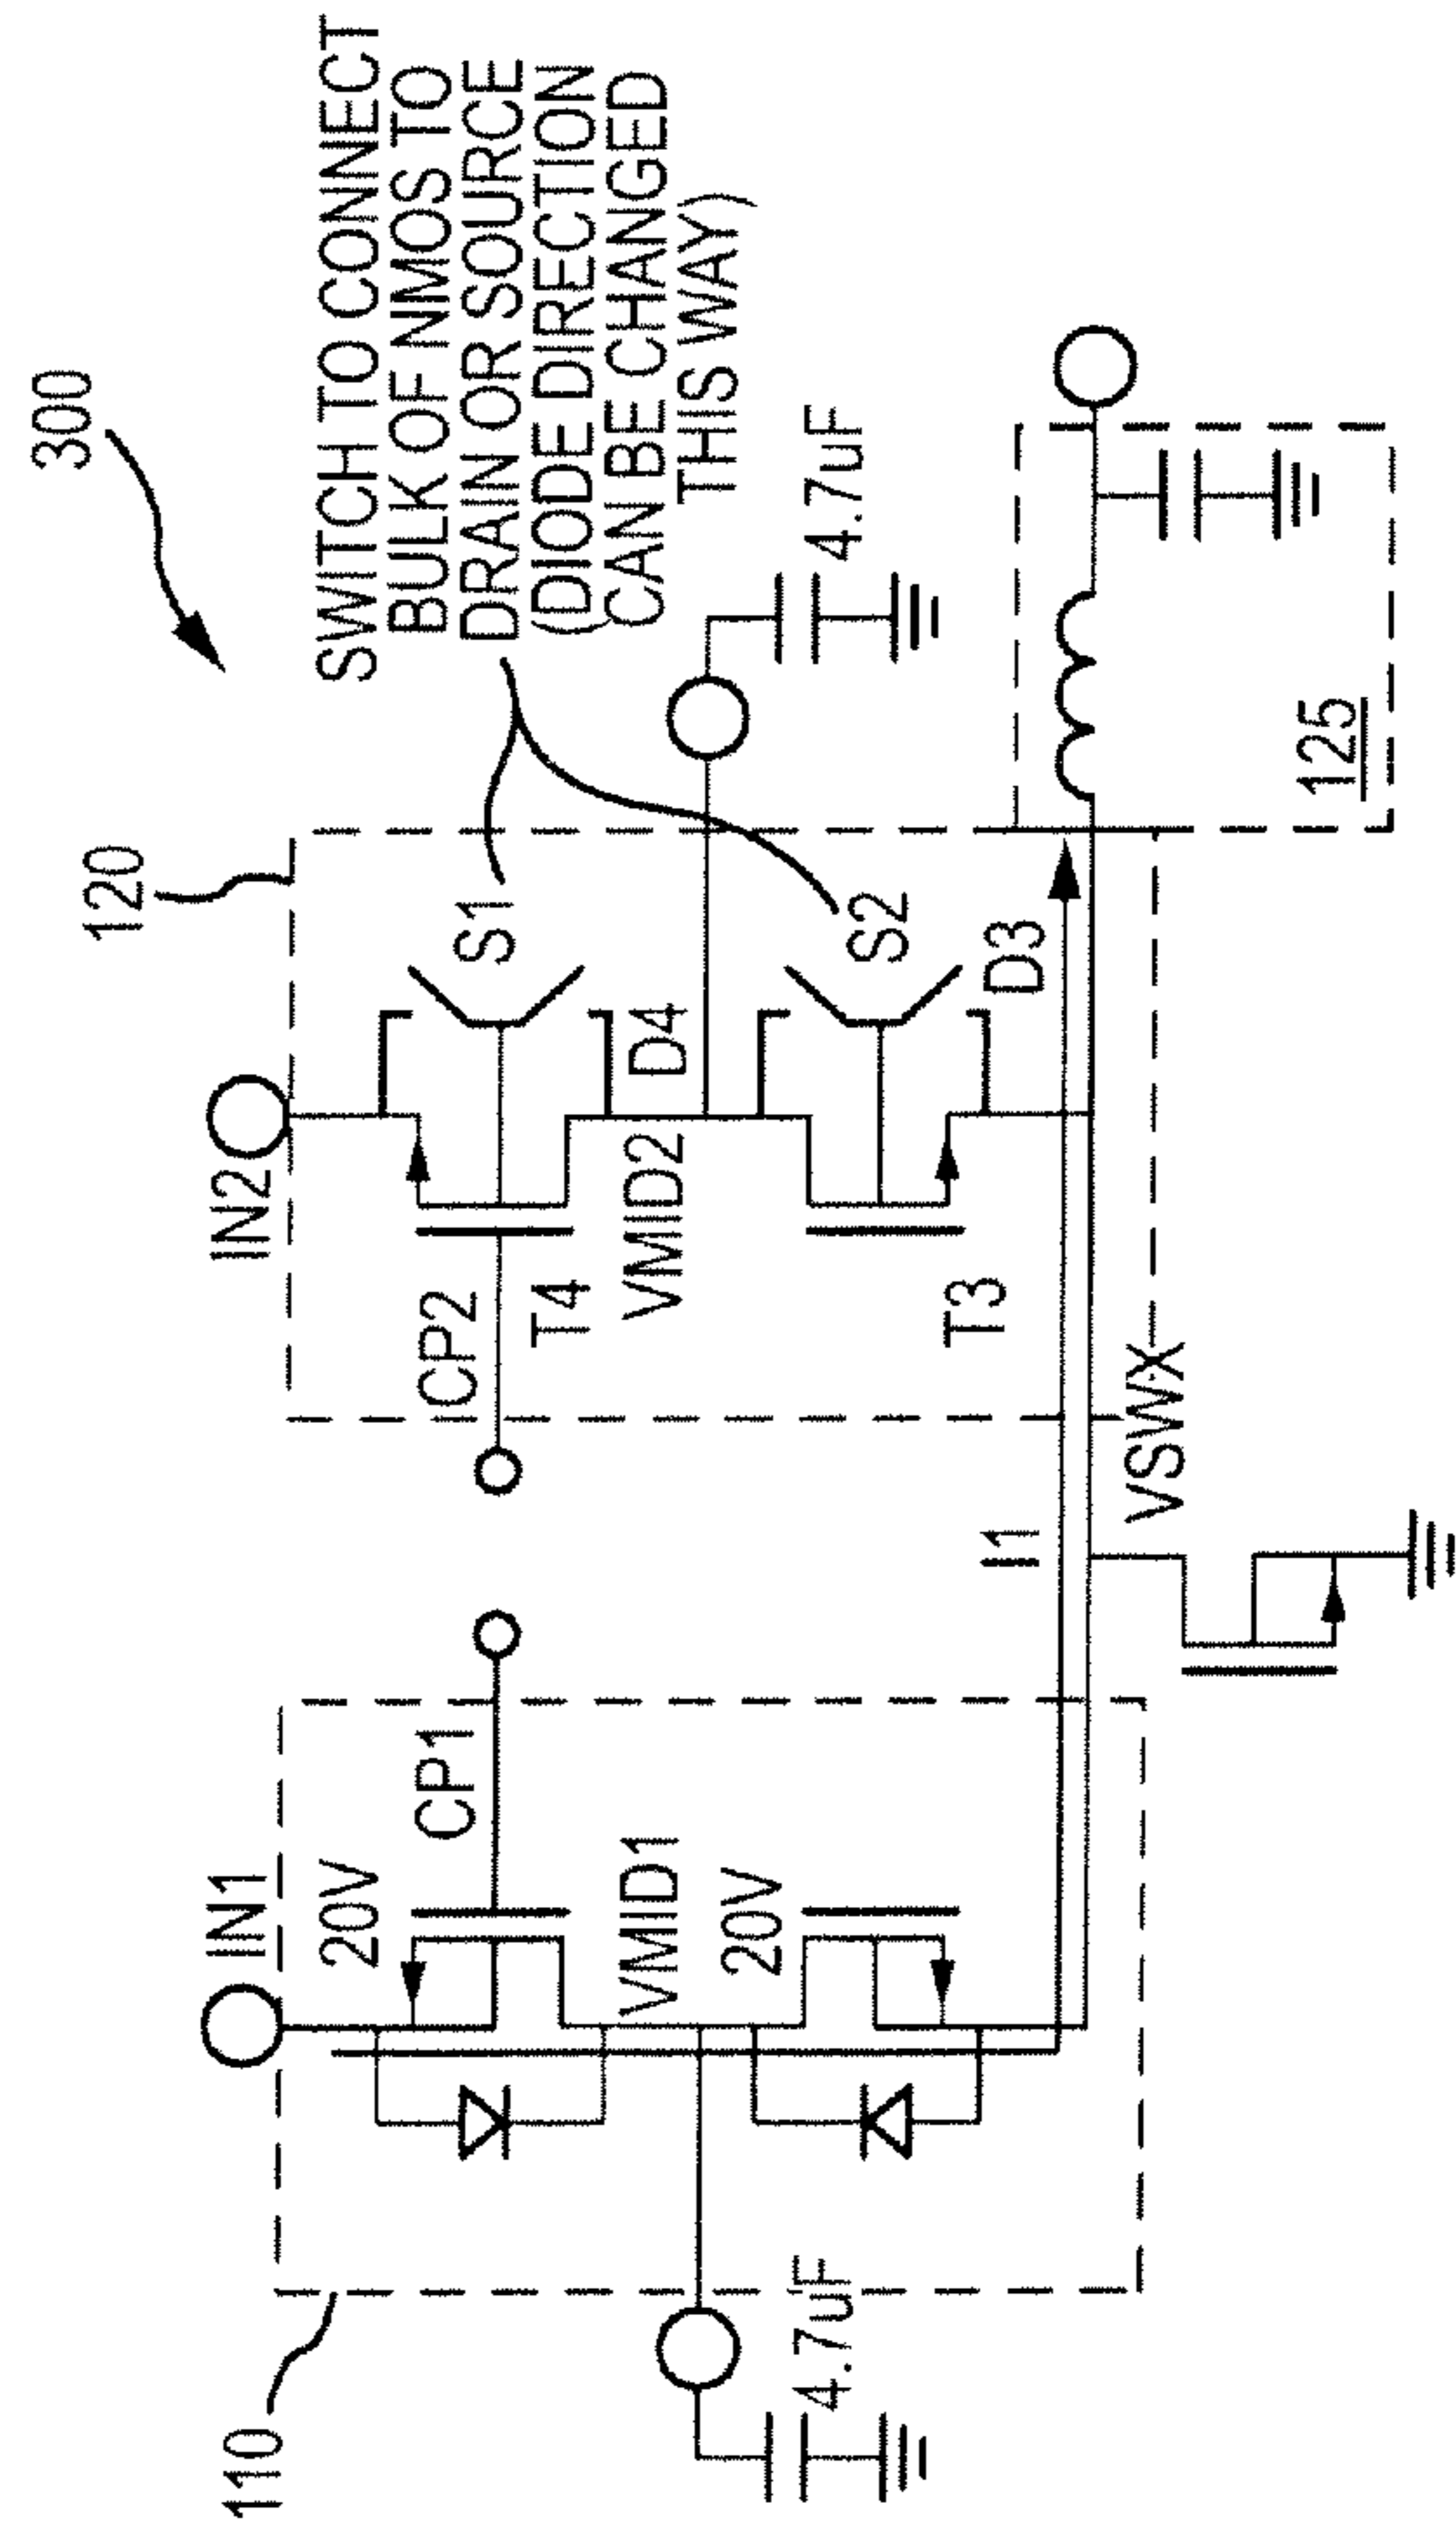 300
SWITCH TO CONNECT
BULK OF NMOS TO
DRAIN OR SOURCE
(DIODE DIRECTION
CAN BE CHANGED
THIS WAY)
110
IN1
20V
CP1
VMID1
20V
4.7uF
120
IN2
CP2
T4
S1
VMID2
D4
4.7uF
T3
S2
D3
I1
VSWX
125